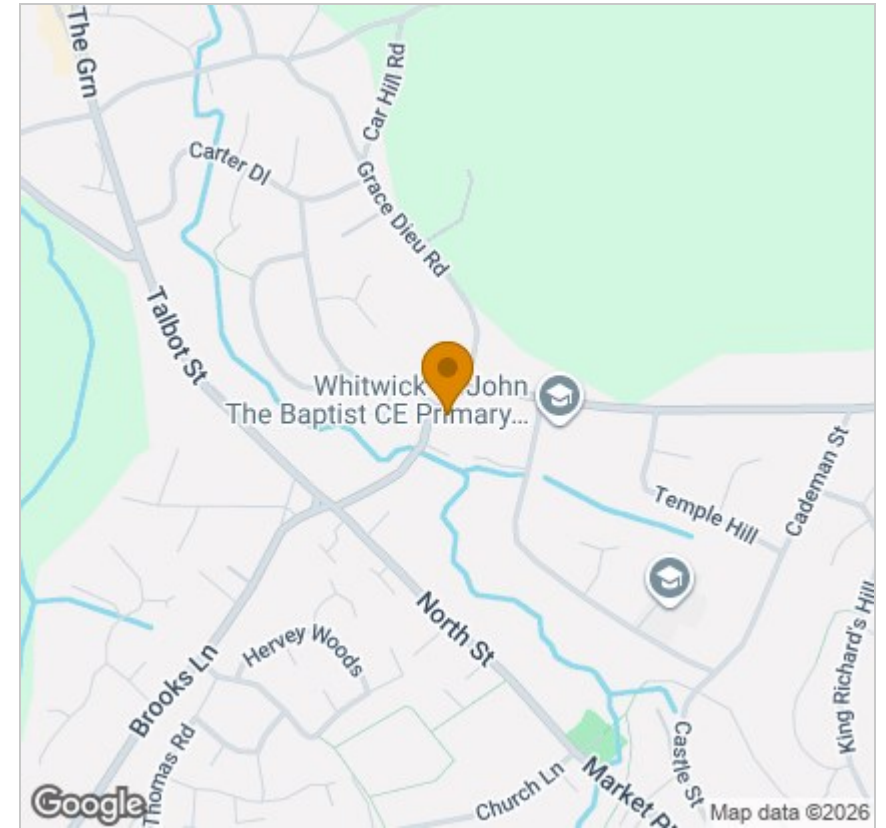 The Grn
Car Hill Rd
Carter Dl
Grace Dieu Rd
Talbot St
Whitwick
John
The Baptist CE Primary...
Cademan St
Temple Hill
North St
Hervey Woods
Brooks Ln
Thomas Rd
King Richard's Hill
Castle St
Church Ln
Market Pl
Google
Map data ©2026